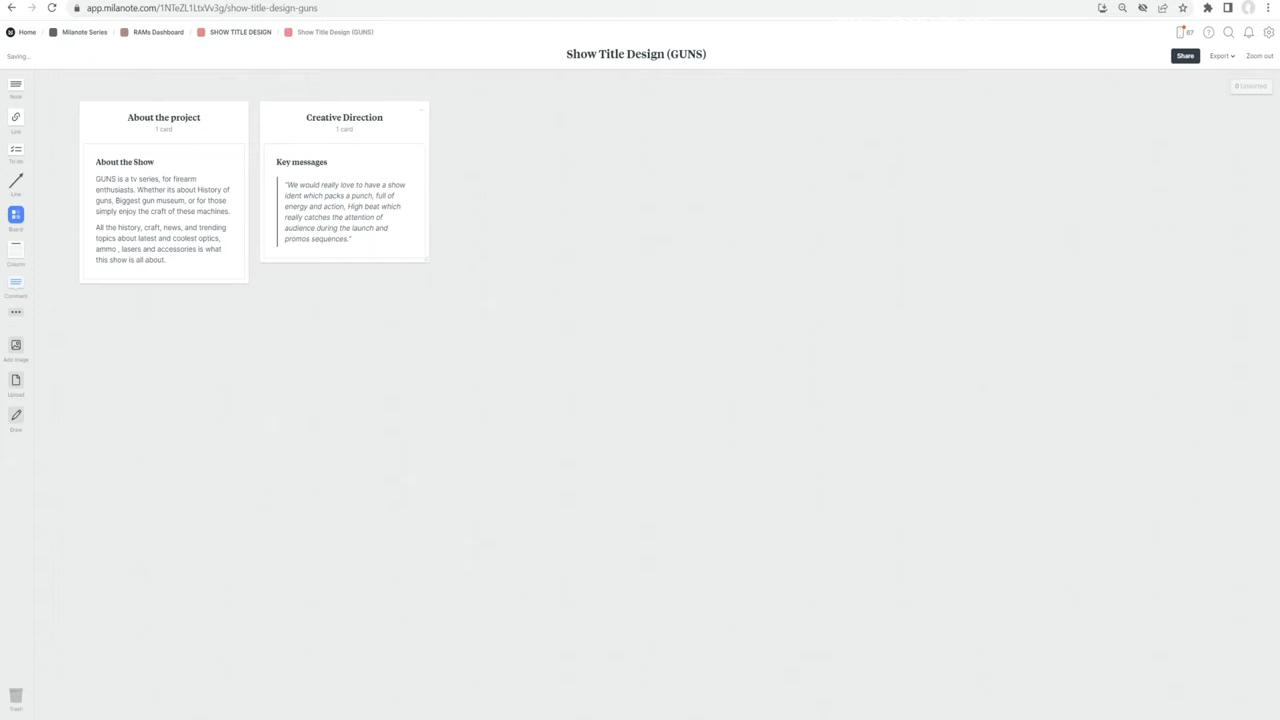 app.milanote.com/1NTeZL1LtxVv3g/show-title-design-guns
Home
Milanote Series
RAMs Dashboard
SHOW TITLE DESIGN
Show Title Design (GUNS)
87
Saving...
Show Title Design (GUNS)
Share
Export
Zoom out
0 Unsorted
Note
Link
To-do
Line
Board
Column
Comment
Add image
Upload
Draw
Trash
About the project
1 card
About the Show
GUNS is a tv series, for firearm
enthusiasts. Whether its about History of
guns, Biggest gun museum, or for those
simply enjoy the craft of these machines.
All the history, craft, news, and trending
topics about latest and coolest optics,
ammo , lasers and accessories is what
this show is all about.
Creative Direction
1 card
Key messages
"We would really love to have a show
ident which packs a punch, full of
energy and action, High beat which
really catches the attention of
audience during the launch and
promos sequences."